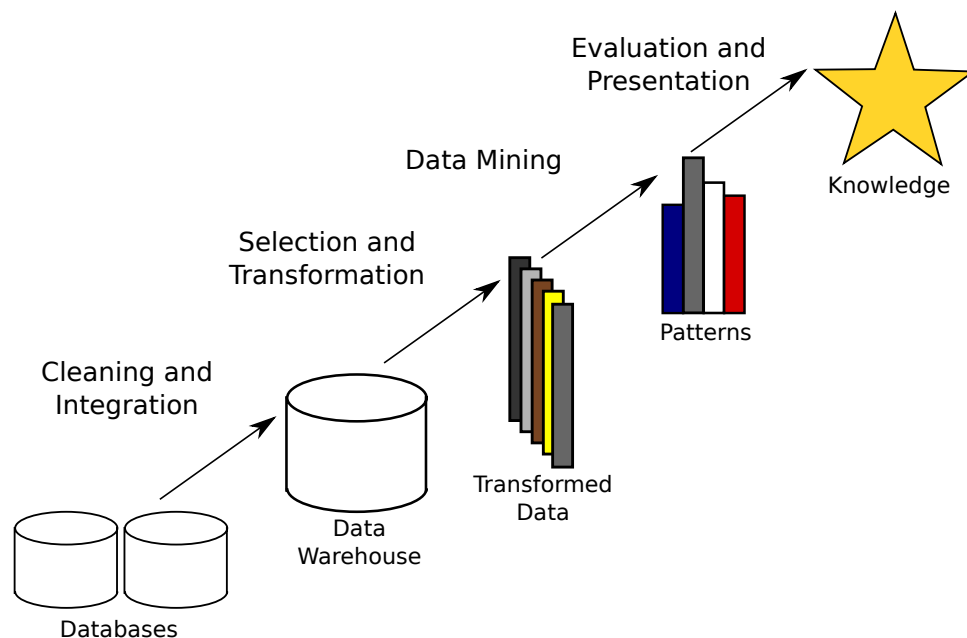 Evaluation and
Presentation
Knowledge
Data Mining
Patterns
Selection and
Transformation
Transformed
Data
Cleaning and
Integration
Data
Warehouse
Databases